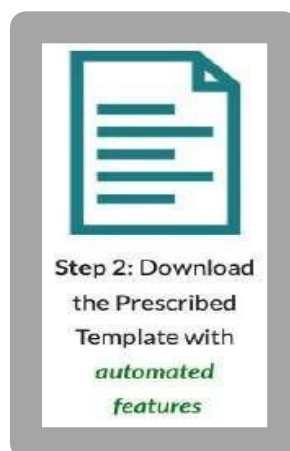 Step 2: Download
the Prescribed
Template with
automated
features